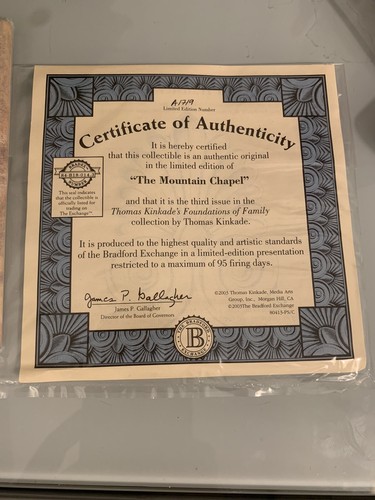 A-1719
Limited Edition Number
Certificate of Authenticity
It is hereby certified
that this collectible is an authentic original
in the limited edition of
"The Mountain Chapel"
This seal indicates
that the collectible is
officially listed for
trading on
The Exchange™
and that it is the third issue in the
Thomas Kinkade's Foundations of Family
collection by Thomas Kinkade.
It is produced to the highest quality and artistic standards
of the Bradford Exchange in a limited-edition presentation
restricted to a maximum of 95 firing days.
James P. Gallagher
James P. Gallagher
Director of the Board of Governors
©2003 Thomas Kinkade, Media Arts
Group, Inc., Morgan Hill, CA
©2003The Bradford Exchange
90413-PS/C
B